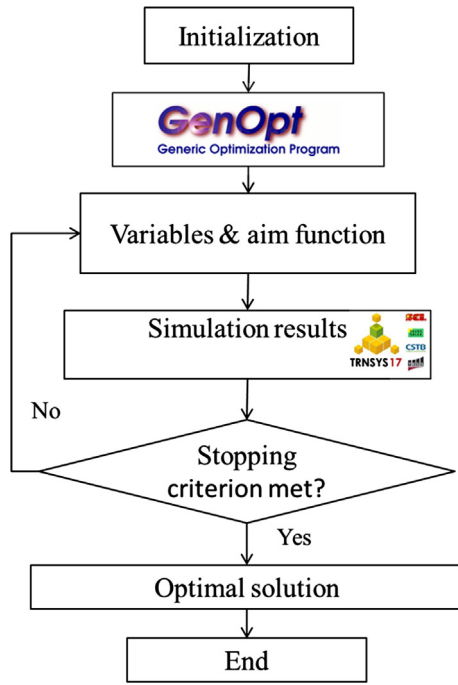 Initialization
GenOpt
Generic Optimization Program
Variables & aim function
Simulation results
TRNSYS 17
CSTB
No
Stopping
criterion met?
Yes
Optimal solution
End